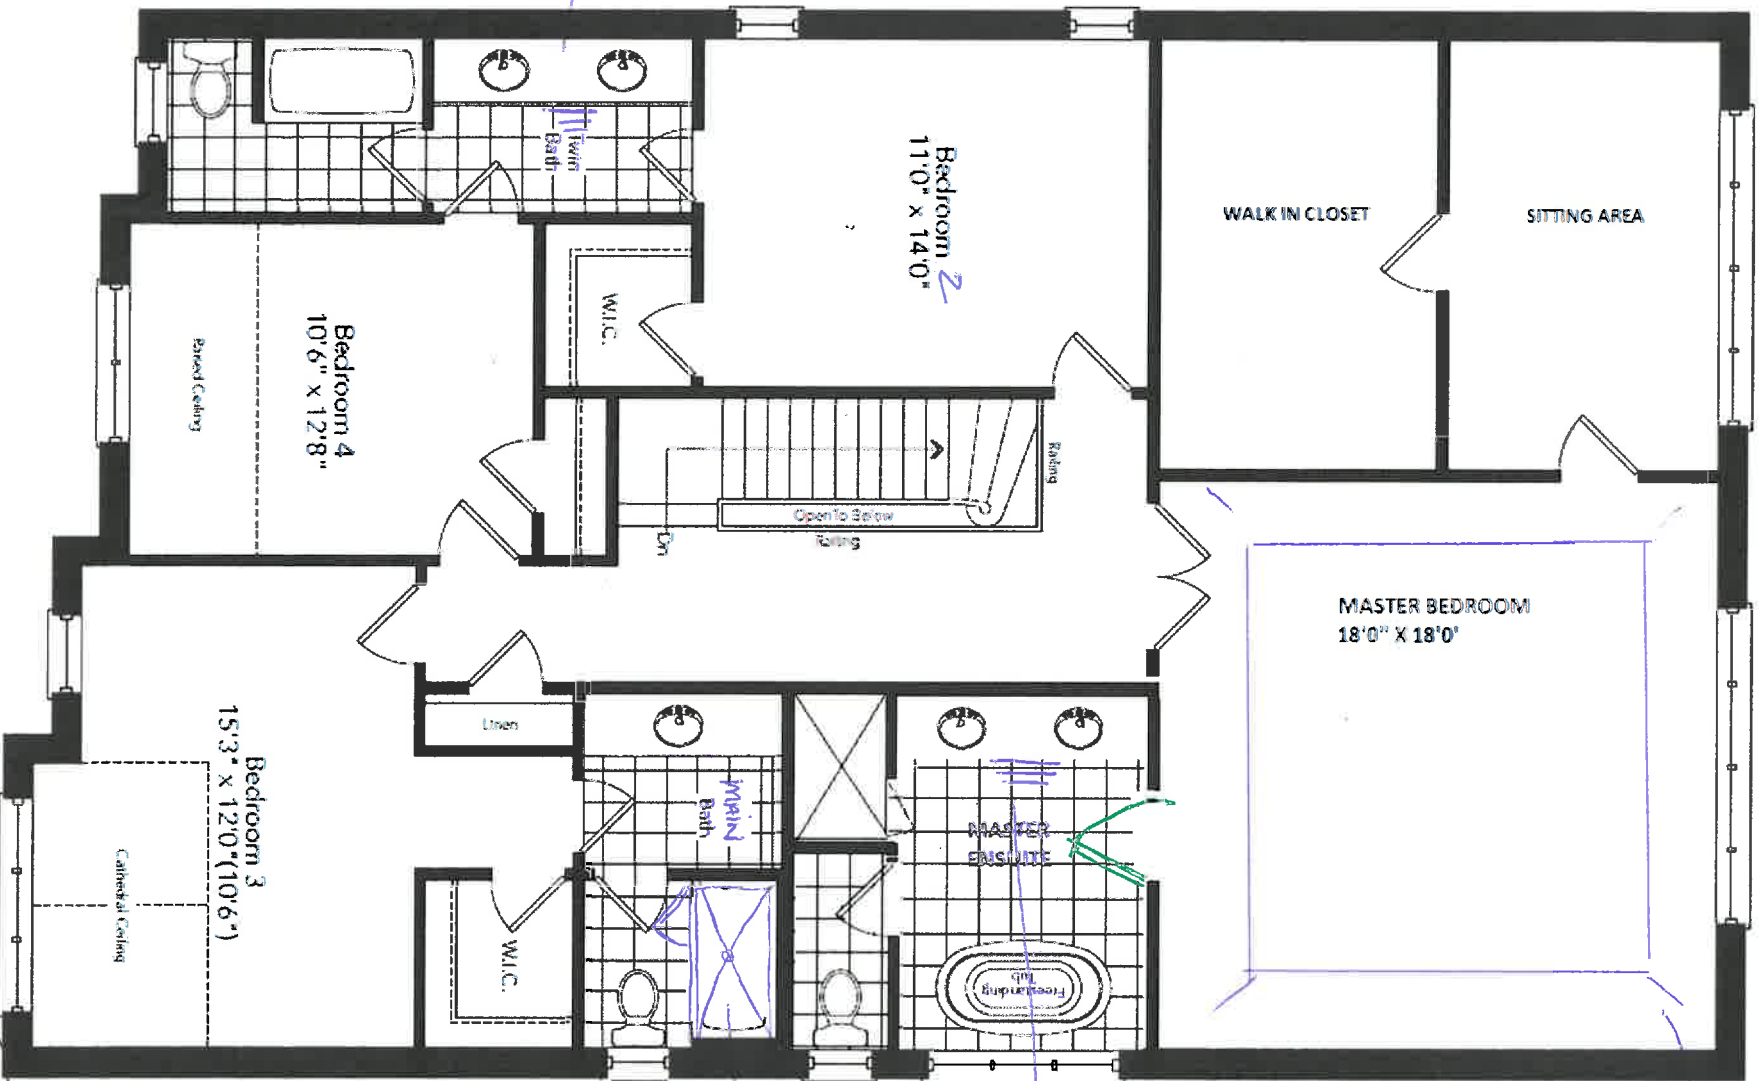 Twin
Bath
Bedroom 2
11'0" x 14'0"
WALK IN CLOSET
SITTING AREA
W.I.C.
Bedroom 4
10'6" x 12'8"
Raised Ceiling
Railing
Open To Below
Railing
Dn
MASTER BEDROOM
18'0" X 18'0'
Linen
Bedroom 3
15'3" x 12'0"(10'6")
Cathedral Ceiling
MAIN
Bath
MASTER
ENSUITE
W.I.C.
Freestanding
Tub